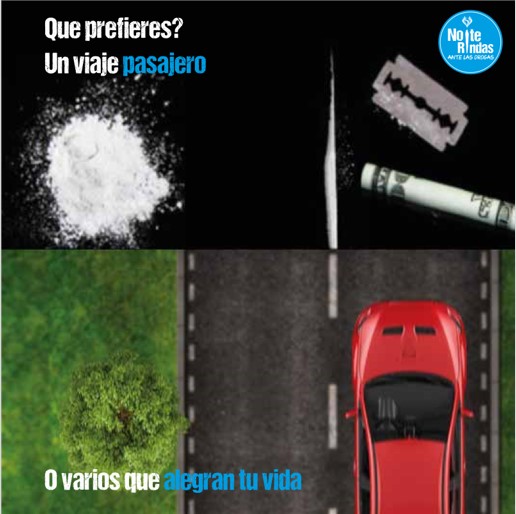 Que prefieres?
Un viaje pasajero
No te
Rindas
ANTE LAS DROGAS
O varios que alegran tu vida